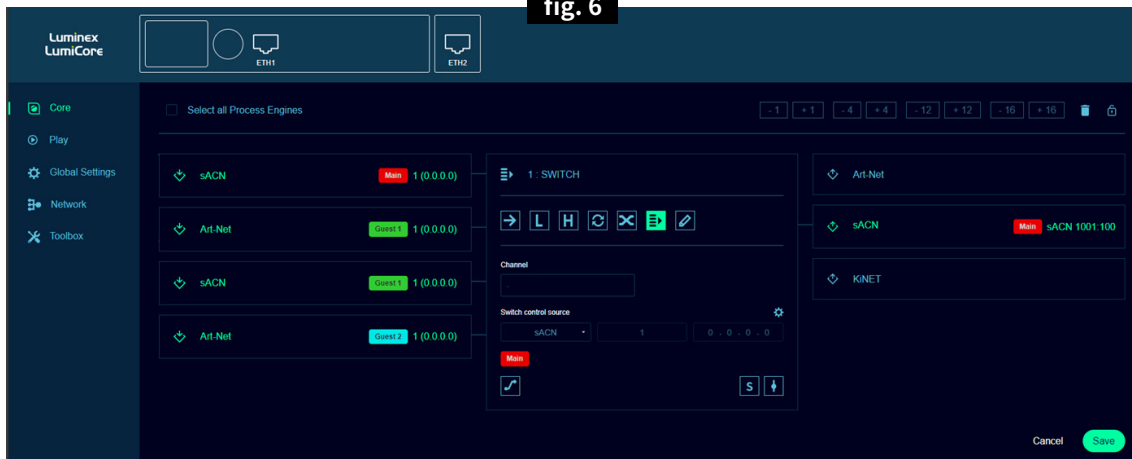 fig. 6
Luminex
LumiCore
ETH1
ETH2
Core
Play
Global Settings
Network
Toolbox
Select all Process Engines
- 1 + 1 - 4 + 4 - 12 + 12 - 16 + 16
sACN Main 1 (0.0.0.0)
Art-Net Guest 1 1 (0.0.0.0)
sACN Guest 1 1 (0.0.0.0)
Art-Net Guest 2 1 (0.0.0.0)
1 : SWITCH
L H
Channel
-
Switch control source
sACN 1 0 . 0 . 0 . 0
Main
S
Art-Net
sACN Main sACN 1001:100
KiNET
Cancel Save